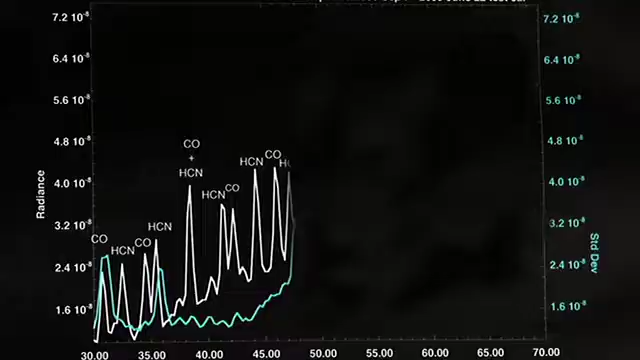 7.2 10⁻⁸
6.4 10⁻⁸
5.6 10⁻⁸
4.8 10⁻⁸
4.0 10⁻⁸
3.2 10⁻⁸
2.4 10⁻⁸
1.6 10⁻⁸
Radiance
CO
HCN
CO
HCN
CO
+
HCN
HCN
CO
HCN
CO
7.2 10⁻⁸
6.4 10⁻⁸
5.6 10⁻⁸
4.8 10⁻⁸
4.0 10⁻⁸
3.2 10⁻⁸
2.4 10⁻⁸
1.6 10⁻⁸
Std Dev
30.00 35.00 40.00 45.00 50.00 55.00 60.00 65.00 70.00